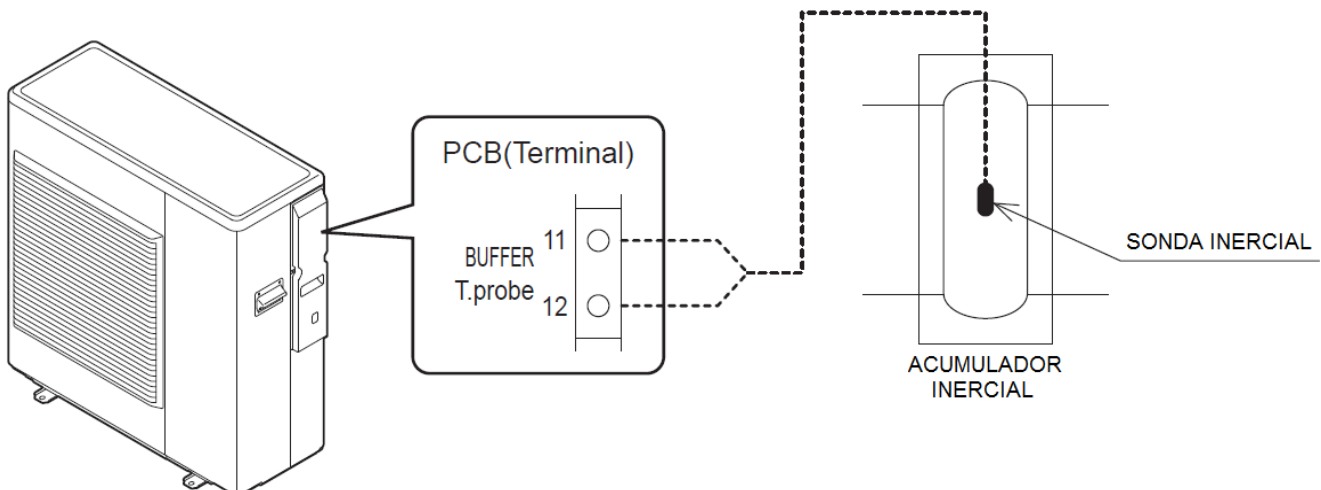 PCB(Terminal)
BUFFER
T.probe
11
12
SONDA INERCIAL
ACUMULADOR
INERCIAL